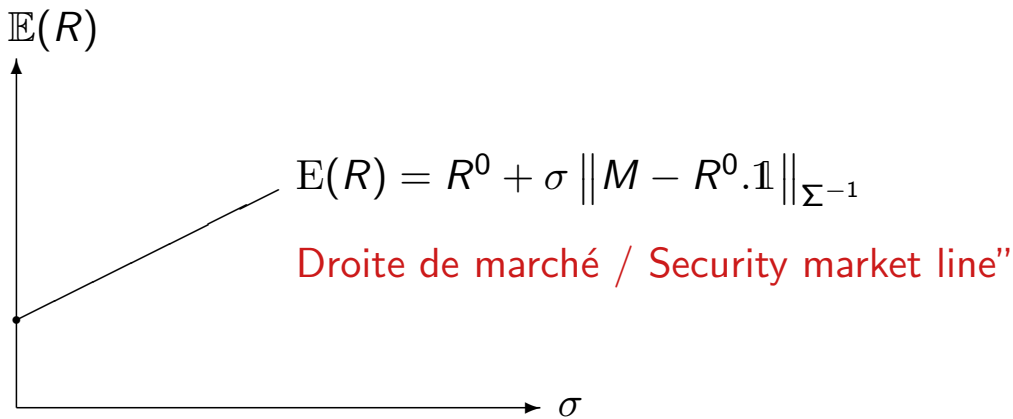 𝔼(R)
E(R) = R⁰ + σ ‖M − R⁰.𝟙‖_Σ⁻¹
Droite de marché / Security market line”
σ